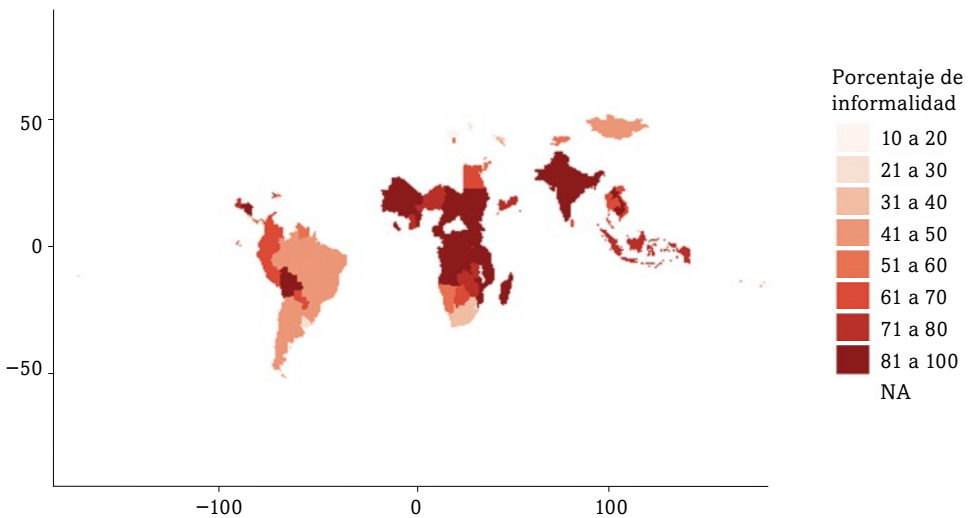 50
0
−50
−100
0
100
Porcentaje de
informalidad
10 a 20
21 a 30
31 a 40
41 a 50
51 a 60
61 a 70
71 a 80
81 a 100
NA